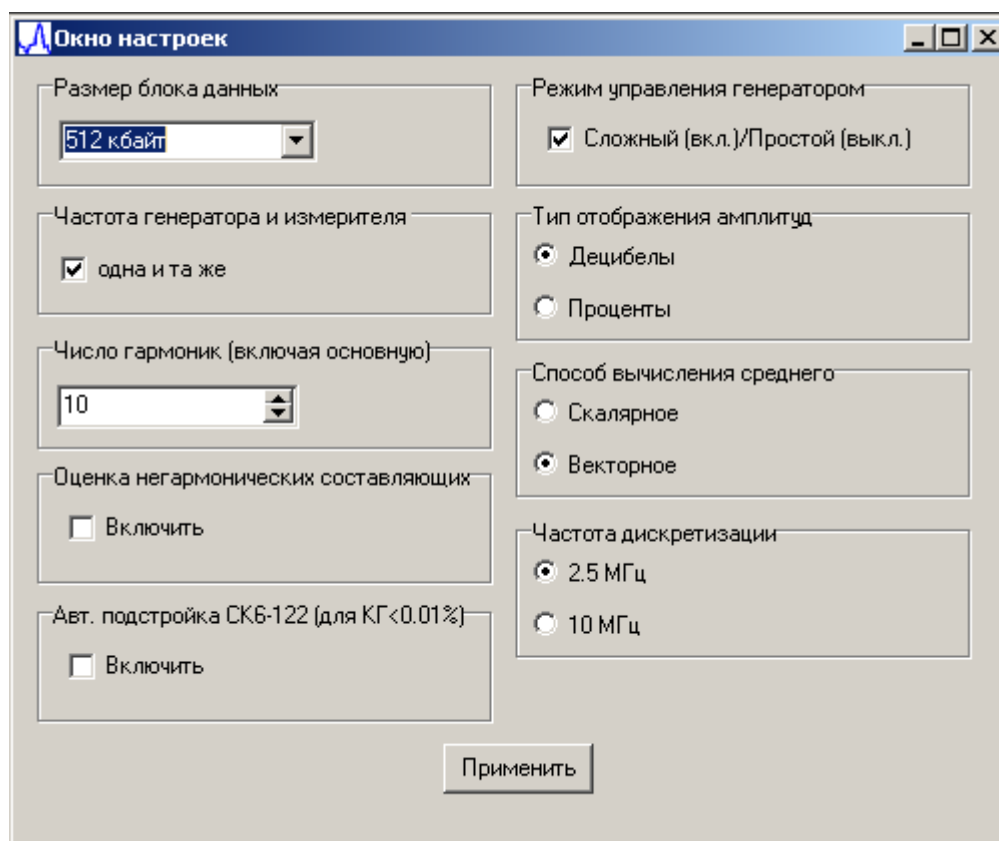 Окно настроек
Размер блока данных
512 кбайт
Частота генератора и измерителя
одна и та же
Число гармоник (включая основную)
10
Оценка негармонических составляющих
Включить
Авт. подстройка СК6-122 (для КГ<0.01%)
Включить
Режим управления генератором
Сложный (вкл.)/Простой (выкл.)
Тип отображения амплитуд
Децибелы
Проценты
Способ вычисления среднего
Скалярное
Векторное
Частота дискретизации
2.5 МГц
10 МГц
Применить